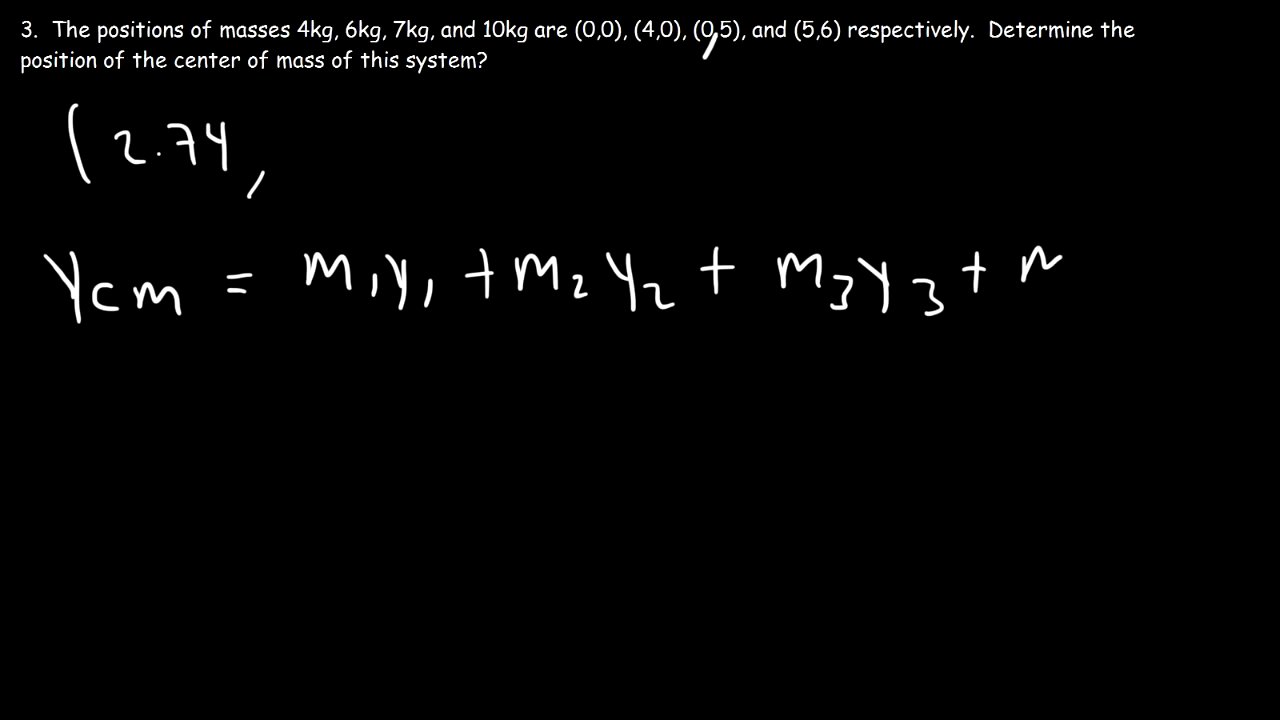 3. The positions of masses 4kg, 6kg, 7kg, and 10kg are (0,0), (4,0), (0,5), and (5,6) respectively. Determine the
position of the center of mass of this system?
(2.74,
Ycm = m₁y₁ + m₂y₂ + m₃y₃ + m